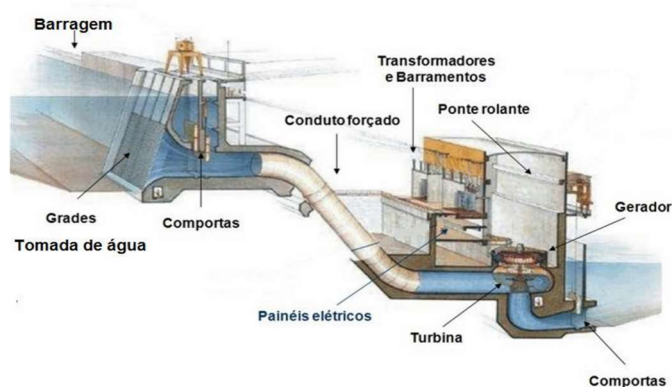 Barragem
Transformadores
e Barramentos
Ponte rolante
Conduto forçado
Gerador
Grades
Comportas
Tomada de água
Painéis elétricos
Turbina
Comportas